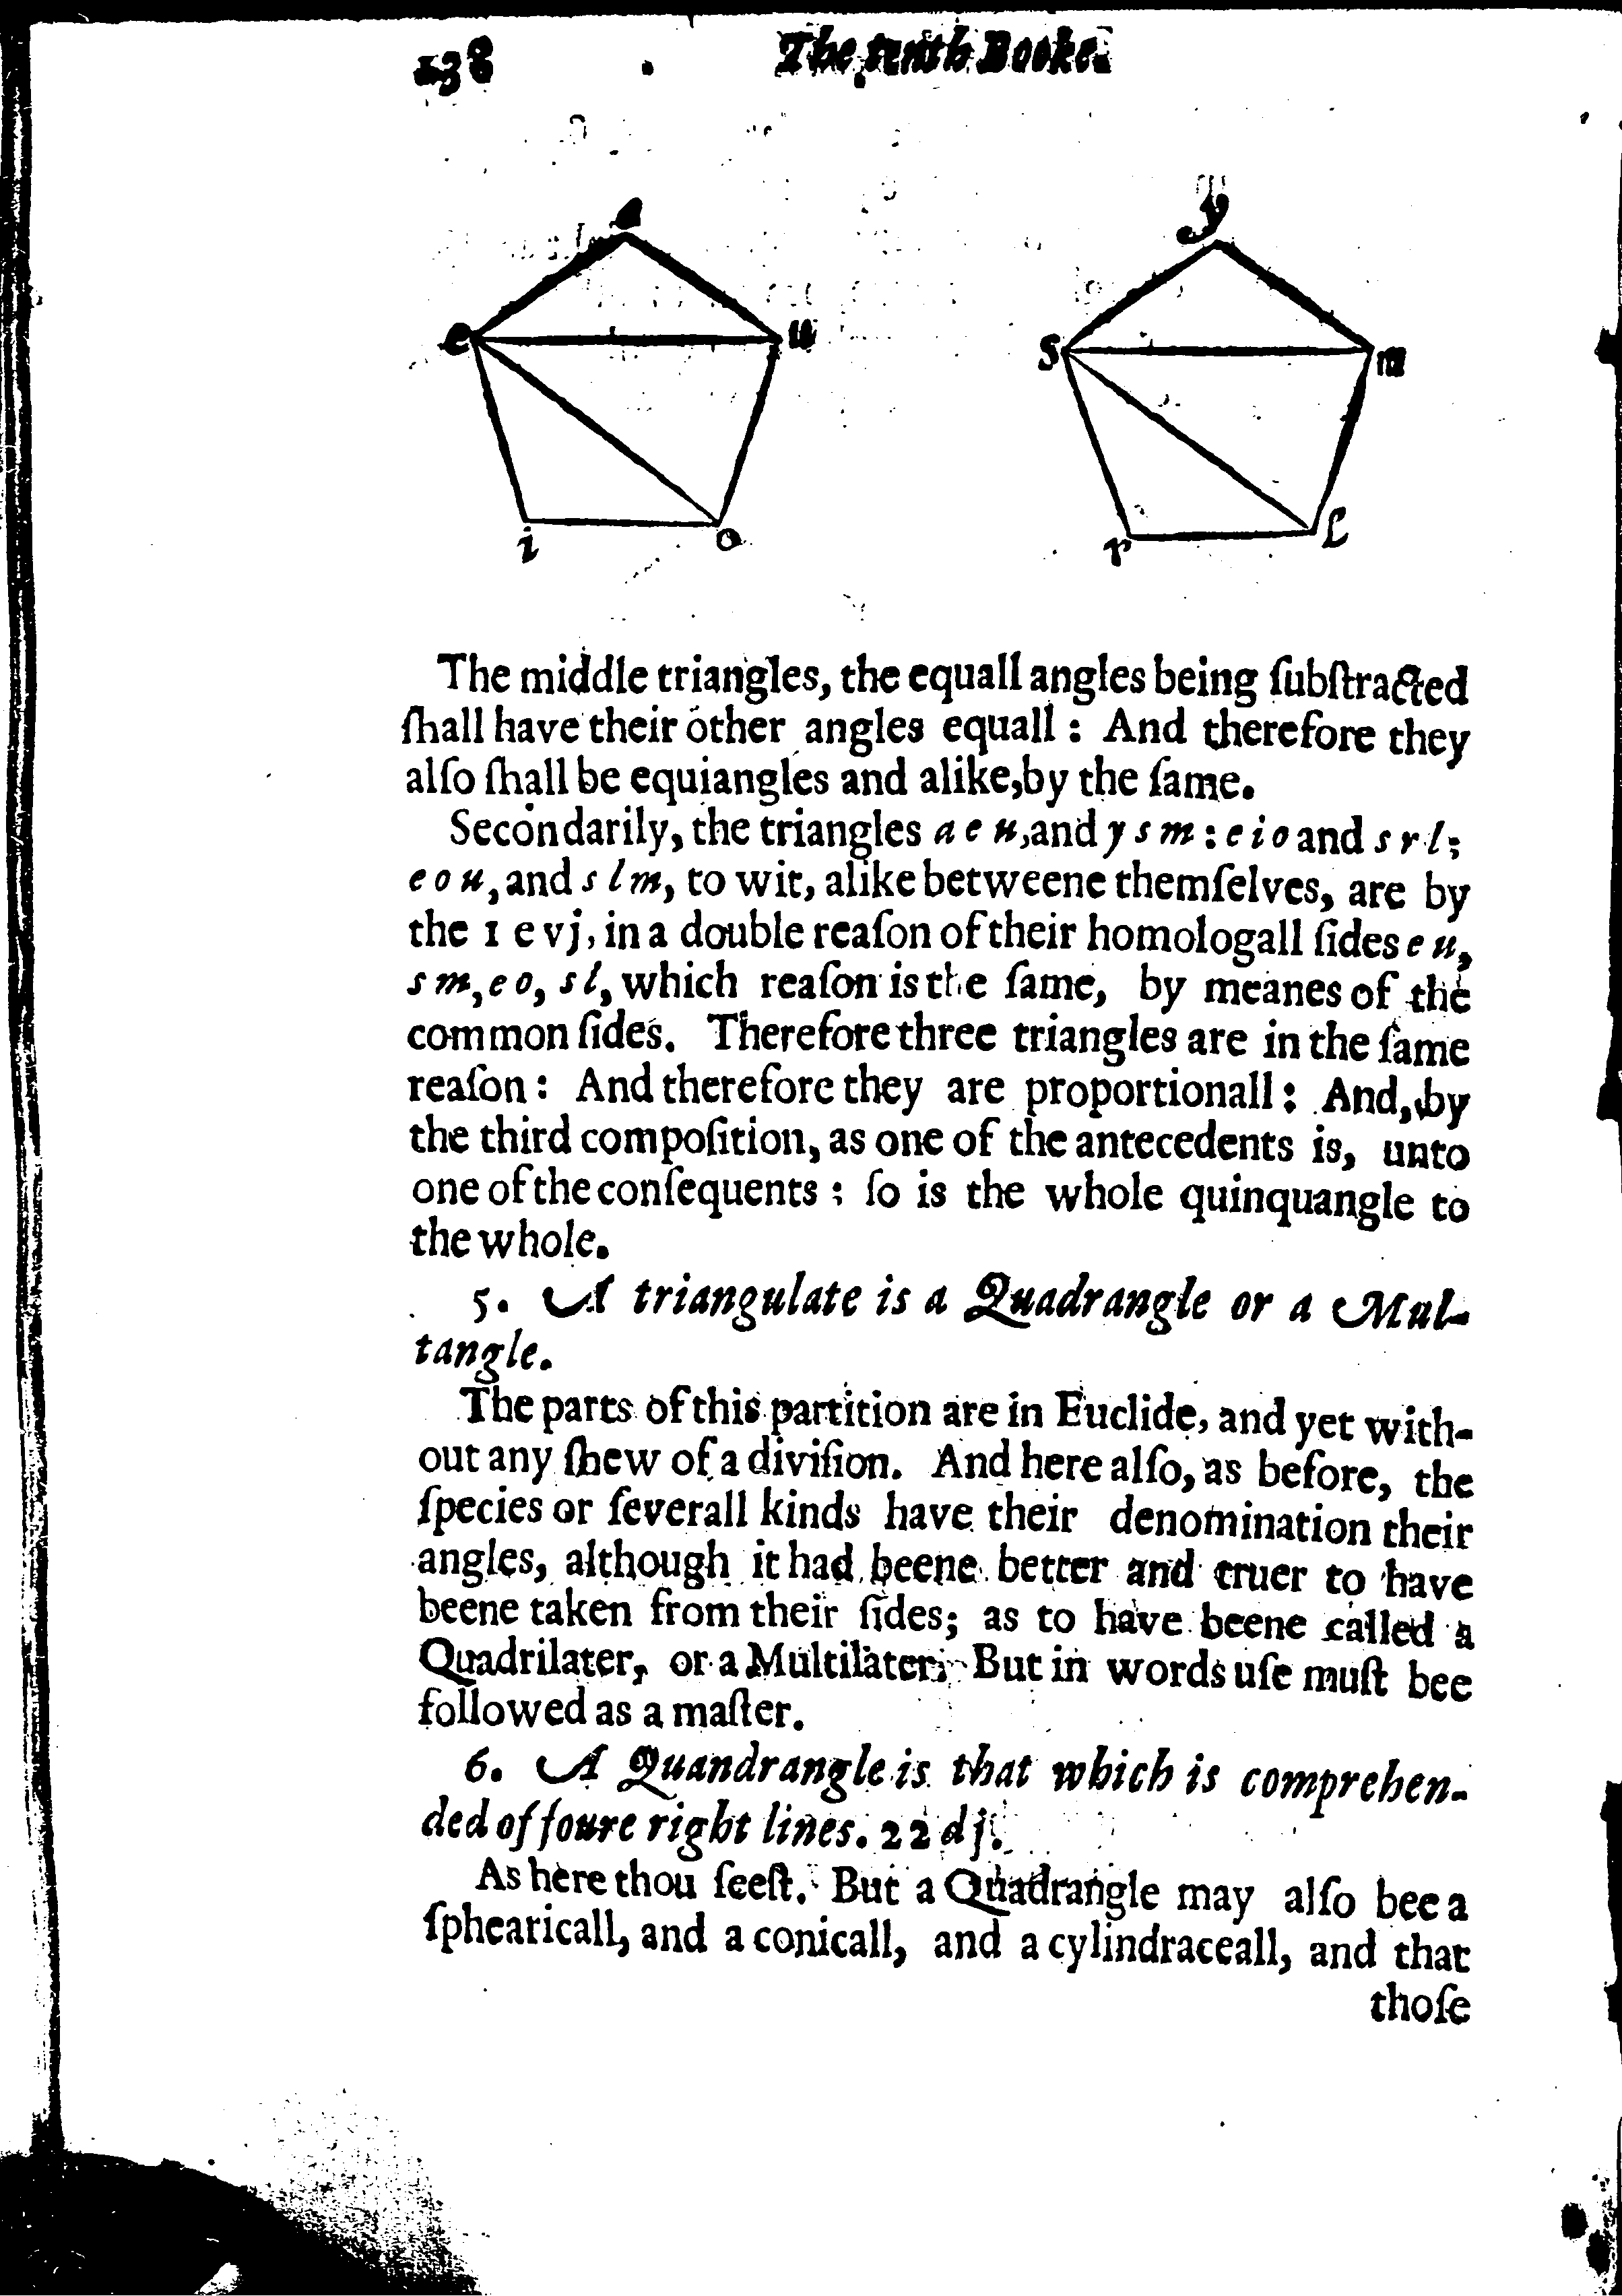 138 The tenth Booke.
a y
e u s m
i o r l
The middle triangles, the equall angles being ſubſtracted
ſhall have their other angles equall : And therefore they
alſo ſhall be equiangles and alike,by the ſame.
Secondarily, the triangles a e u,and y s m : e i o and s r l ;
e o u, and s l m, to wit, alike betweene themſelves, are by
the 1 e vj, in a double reaſon of their homologall ſides e u,
s m, e o, s l, which reaſon is the ſame, by meanes of the
common ſides. Therefore three triangles are in the ſame
reaſon : And therefore they are proportionall : And, by
the third compoſition, as one of the antecedents is, unto
one of the conſequents ; ſo is the whole quinquangle to
the whole.
5. A triangulate is a Quadrangle or a Mul-
tangle.
The parts of this partition are in Euclide, and yet with-
out any ſhew of a diviſion. And here alſo, as before, the
ſpecies or ſeverall kinds have their denomination their
angles, although it had beene better and truer to have
beene taken from their ſides; as to have beene called a
Quadrilater, or a Multilater. But in words uſe muſt bee
followed as a maſter.
6. A Quandrangle is that which is comprehen-
ded of foure right lines. 22 dj.
As here thou ſeeſt. But a Quadrangle may alſo bee a
ſphearicall, and a conicall, and a cylindraceall, and that
thoſe